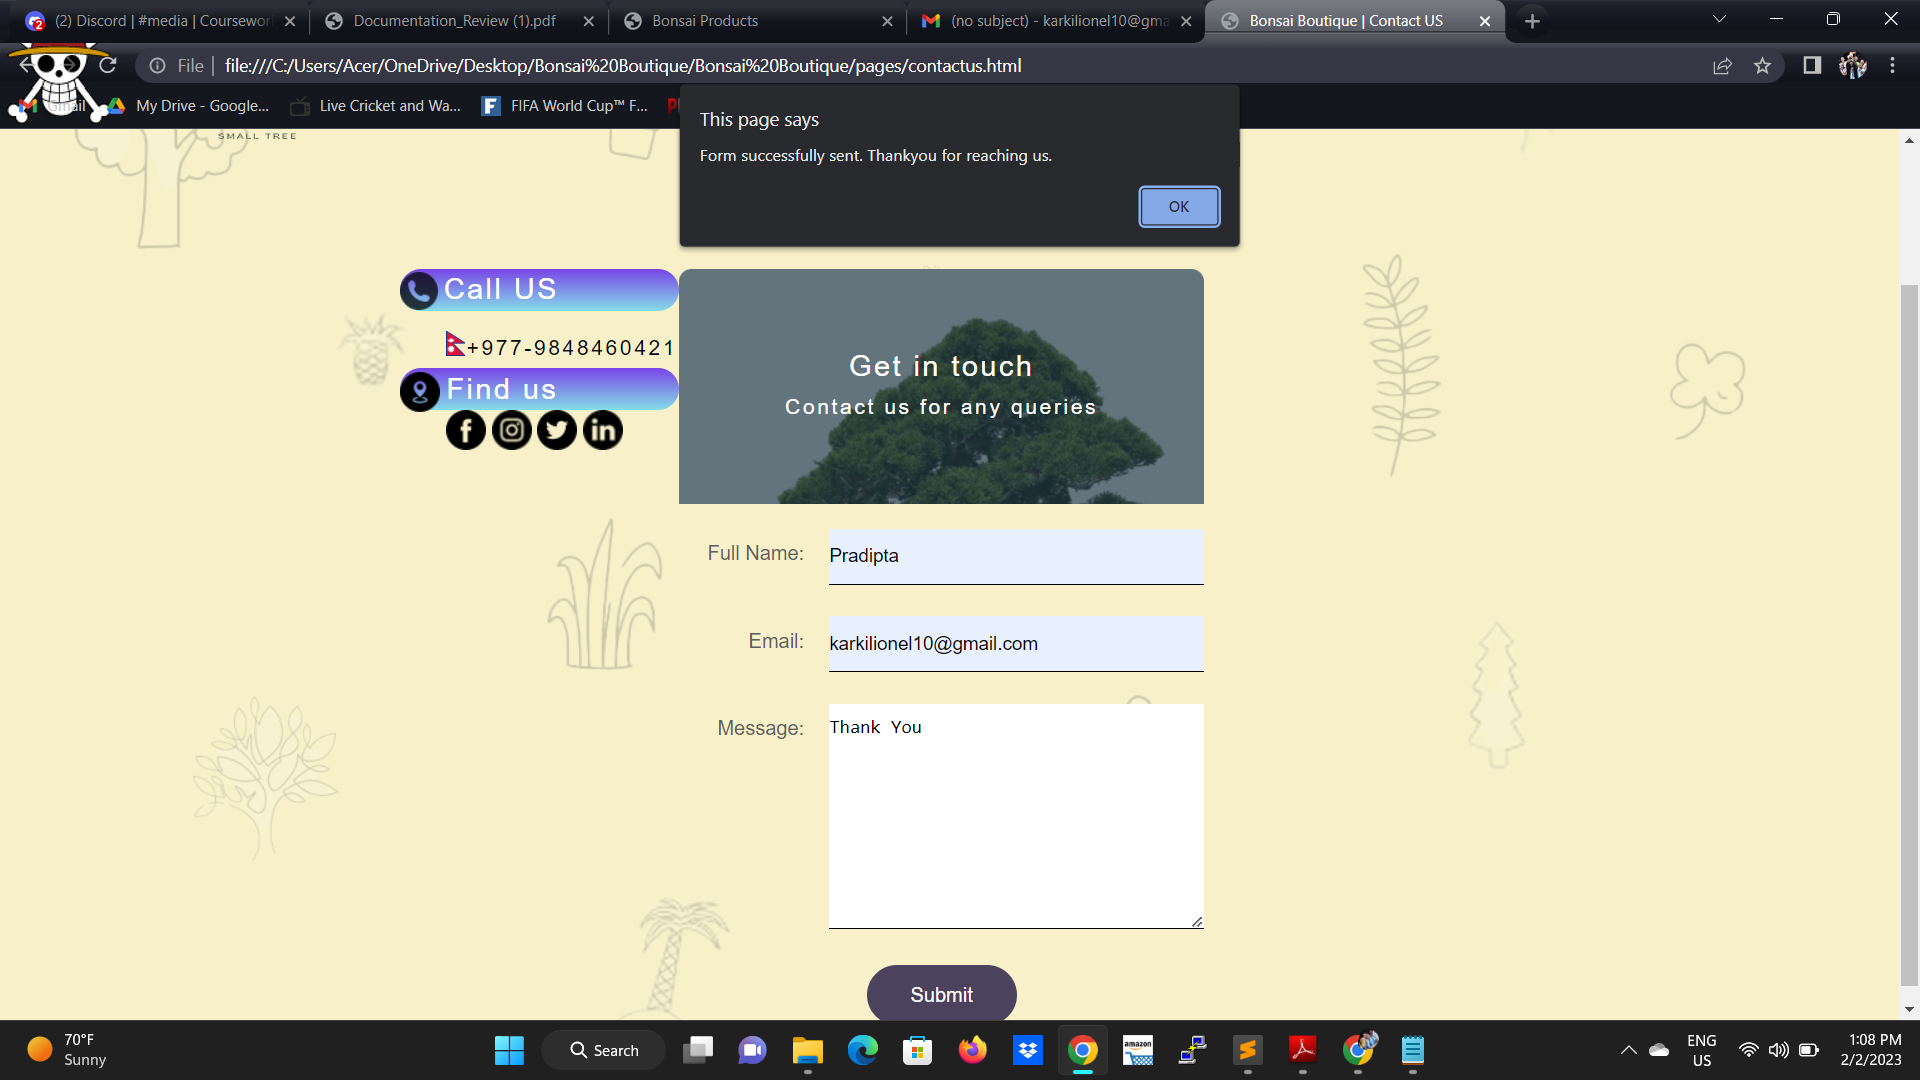 (2) Discord | #media | Coursewor
Documentation_Review (1).pdf
Bonsai Products
(no subject) - karkilionel10@gma
Bonsai Boutique | Contact US
File
file:///C:/Users/Acer/OneDrive/Desktop/Bonsai%20Boutique/Bonsai%20Boutique/pages/contactus.html
Gmail
My Drive - Google...
Live Cricket and Wa...
F
FIFA World Cup™ F...
This page says
Form successfully sent. Thankyou for reaching us.
OK
SMALL TREE
Call US
+977-9848460421
Find us
Get in touch
Contact us for any queries
Full Name:
Pradipta
Email:
karkilionel10@gmail.com
Message:
Thank You
Submit
70°F
Sunny
Search
amazon
ENG
US
1:08 PM
2/2/2023